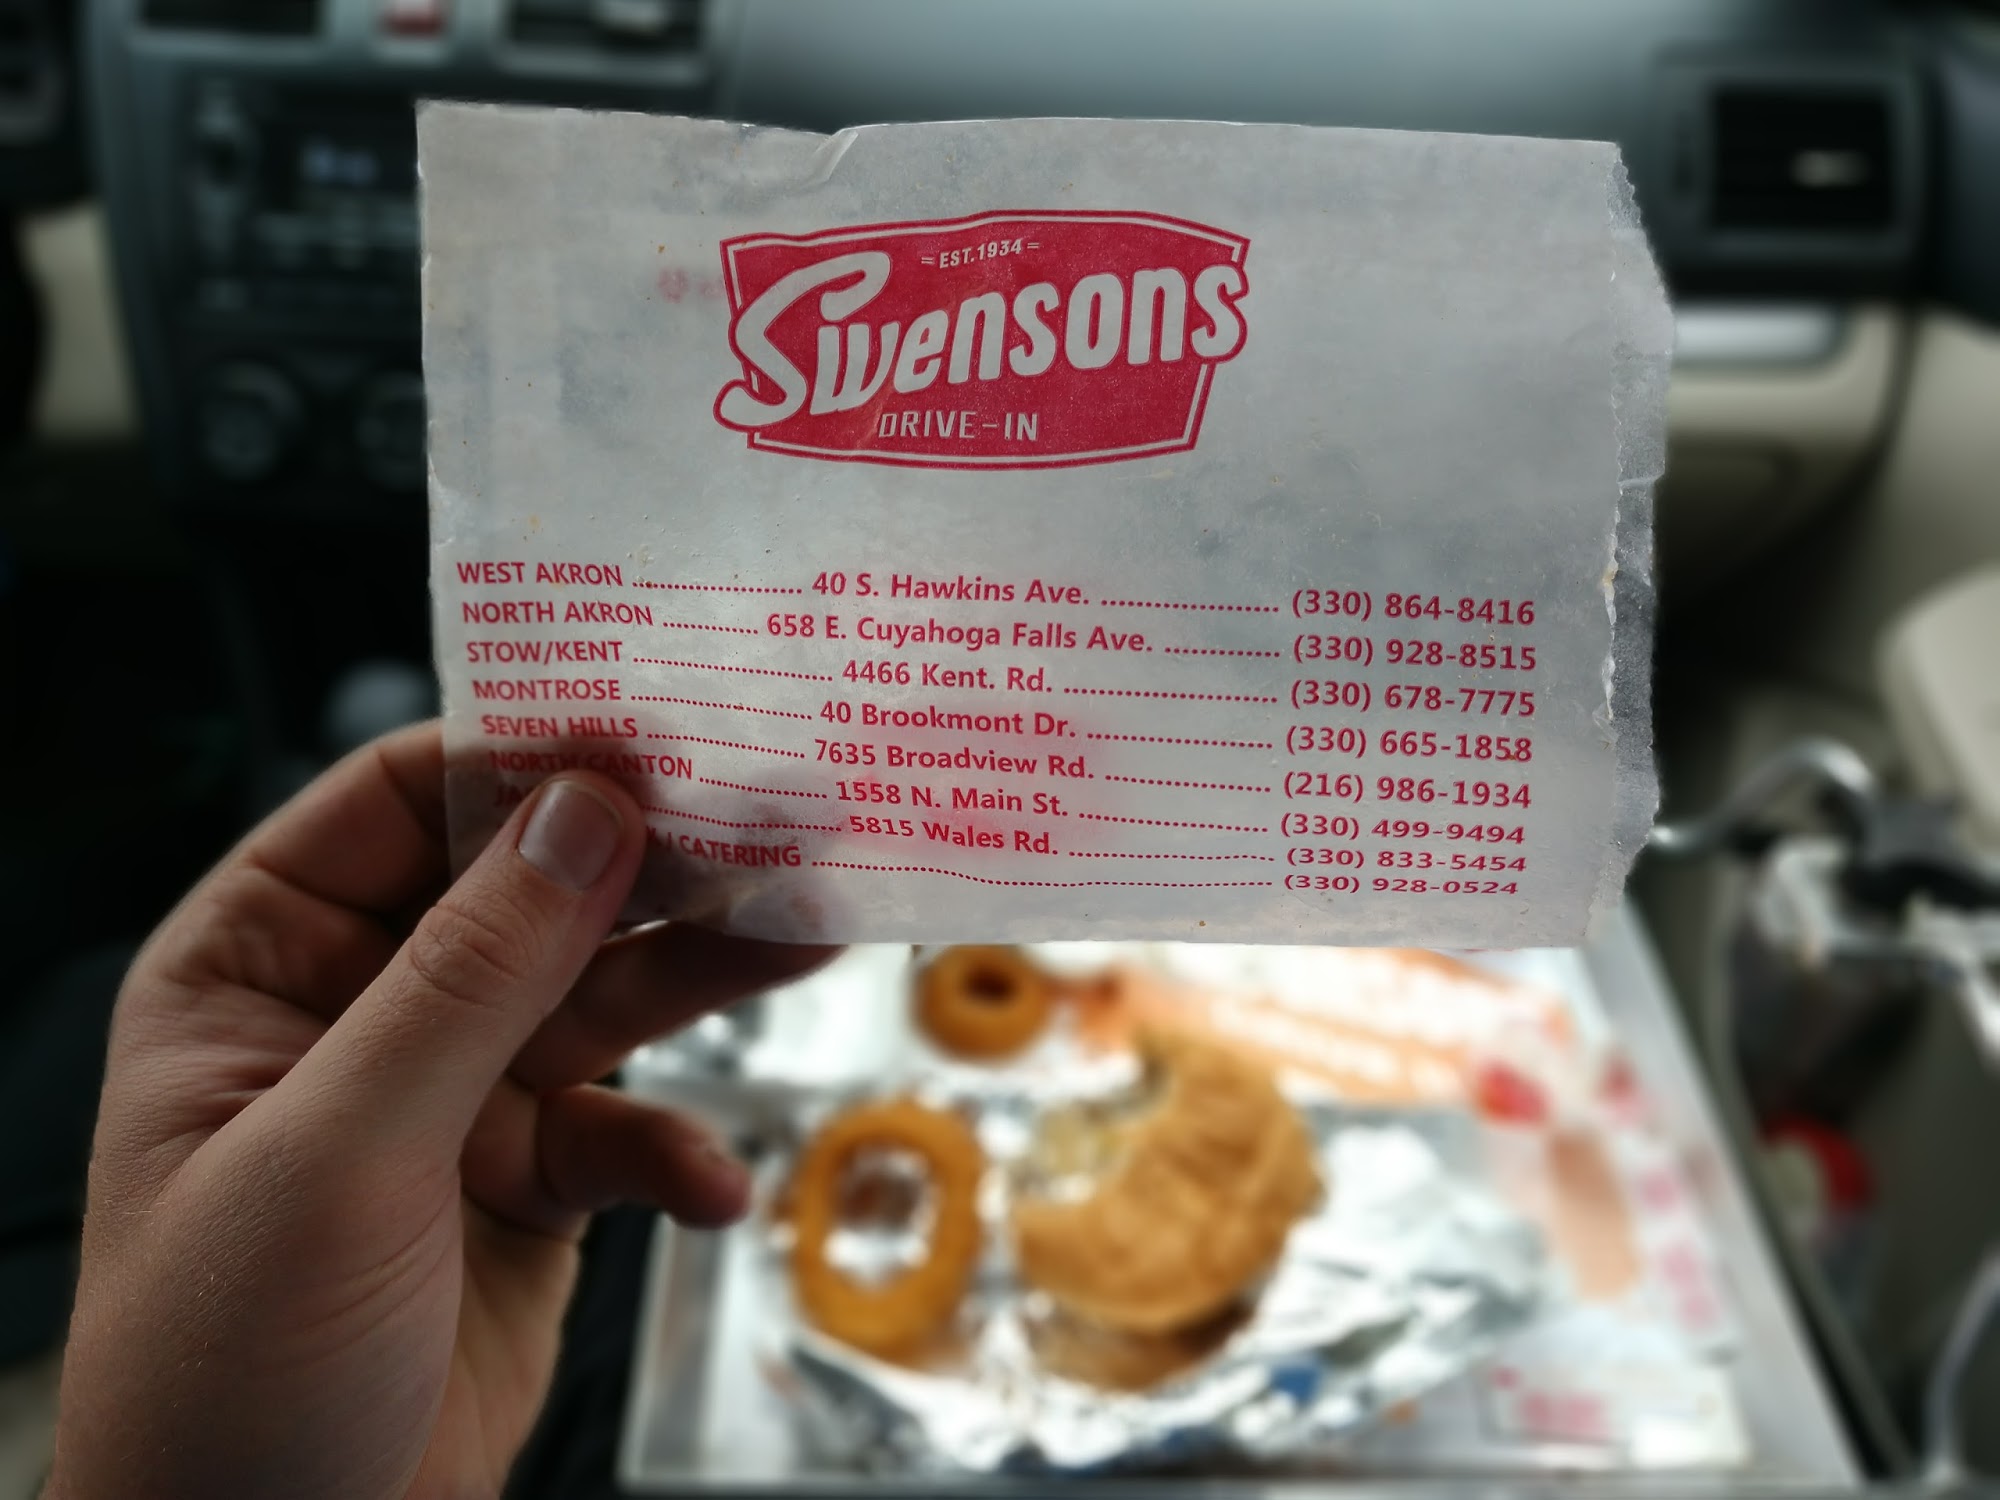 = EST.1934 =
Swensons
DRIVE-IN
WEST AKRON .................... 40 S. Hawkins Ave. .................... (330) 864-8416
NORTH AKRON ............ 658 E. Cuyahoga Falls Ave. ............. (330) 928-8515
STOW/KENT ....................... 4466 Kent. Rd. ........................ (330) 678-7775
MONTROSE ..................... 40 Brookmont Dr. ..................... (330) 665-1858
SEVEN HILLS .................. 7635 Broadview Rd. ................... (216) 986-1934
NORTH CANTON ............... 1558 N. Main St. ...................... (330) 499-9494
........................ 5815 Wales Rd. ........................ (330) 833-5454
/ CATERING ........................................................ (330) 928-0524